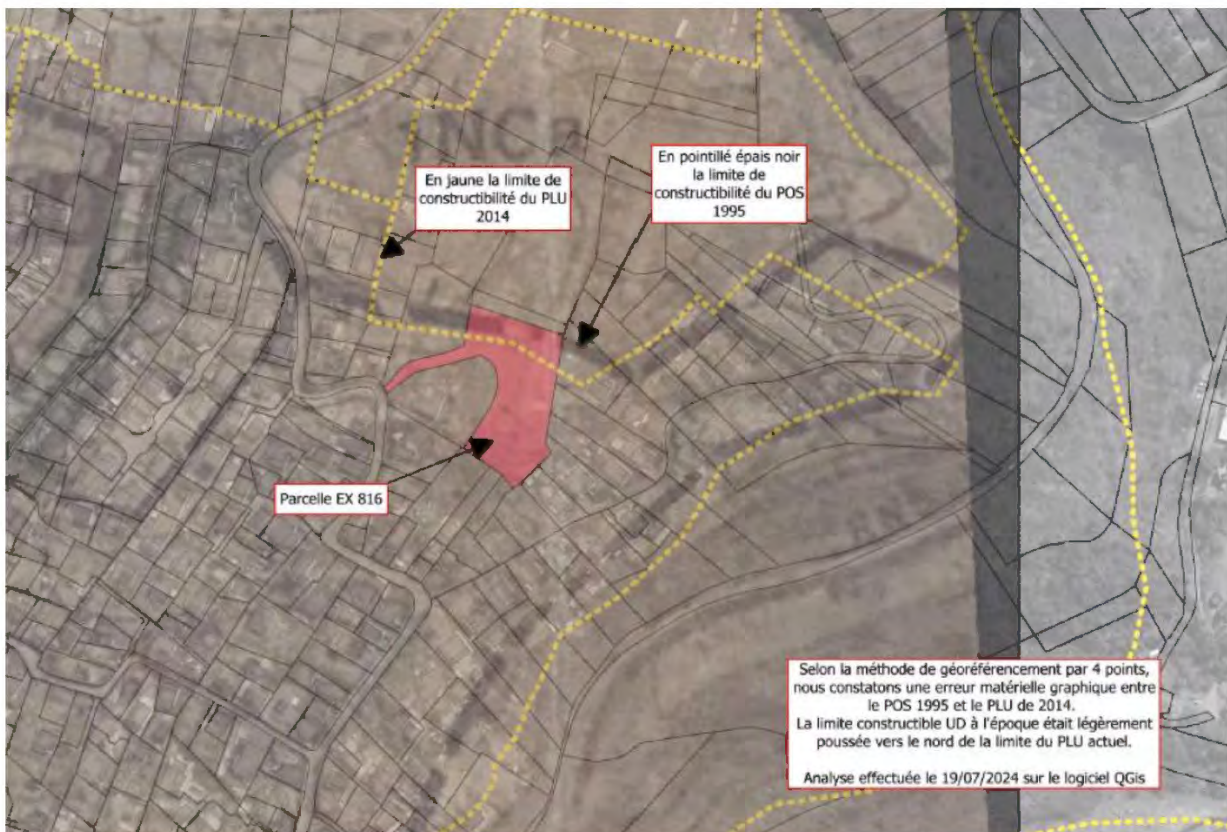 NC
En jaune la limite de
constructibilité du PLU
2014
En pointillé épais noir
la limite de
constructibilité du POS
1995
Parcelle EX 816
Selon la méthode de géoréférencement par 4 points,
nous constatons une erreur matérielle graphique entre
le POS 1995 et le PLU de 2014.
La limite constructible UD à l'époque était légèrement
poussée vers le nord de la limite du PLU actuel.
Analyse effectuée le 19/07/2024 sur le logiciel QGis